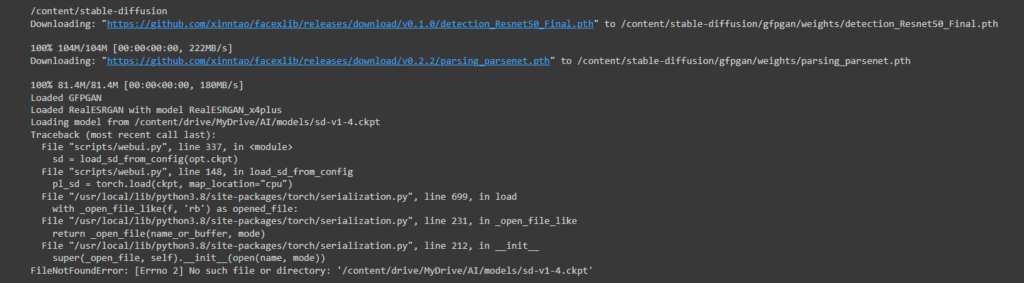 /content/stable-diffusion
Downloading: "https://github.com/xinntao/facexlib/releases/download/v0.1.0/detection_Resnet50_Final.pth" to /content/stable-diffusion/gfpgan/weights/detection_Resnet50_Final.pth
100% 104M/104M [00:00<00:00, 222MB/s]
Downloading: "https://github.com/xinntao/facexlib/releases/download/v0.2.2/parsing_parsenet.pth" to /content/stable-diffusion/gfpgan/weights/parsing_parsenet.pth
100% 81.4M/81.4M [00:00<00:00, 180MB/s]
Loaded GFPGAN
Loaded RealESRGAN with model RealESRGAN_x4plus
Loading model from /content/drive/MyDrive/AI/models/sd-v1-4.ckpt
Traceback (most recent call last):
  File "scripts/webui.py", line 337, in <module>
    sd = load_sd_from_config(opt.ckpt)
  File "scripts/webui.py", line 148, in load_sd_from_config
    pl_sd = torch.load(ckpt, map_location="cpu")
  File "/usr/local/lib/python3.8/site-packages/torch/serialization.py", line 699, in load
    with _open_file_like(f, 'rb') as opened_file:
  File "/usr/local/lib/python3.8/site-packages/torch/serialization.py", line 231, in _open_file_like
    return _open_file(name_or_buffer, mode)
  File "/usr/local/lib/python3.8/site-packages/torch/serialization.py", line 212, in __init__
    super(_open_file, self).__init__(open(name, mode))
FileNotFoundError: [Errno 2] No such file or directory: '/content/drive/MyDrive/AI/models/sd-v1-4.ckpt'